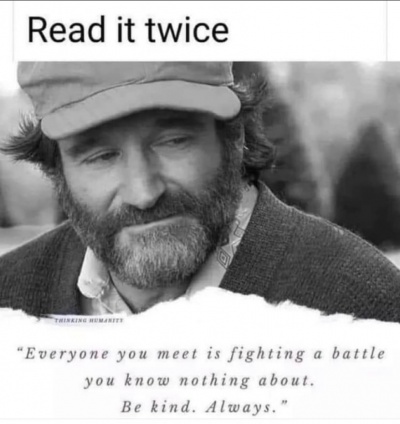 Read it twice
THINKING HUMANITY
"Everyone you meet is fighting a battle
you know nothing about.
Be kind. Always."